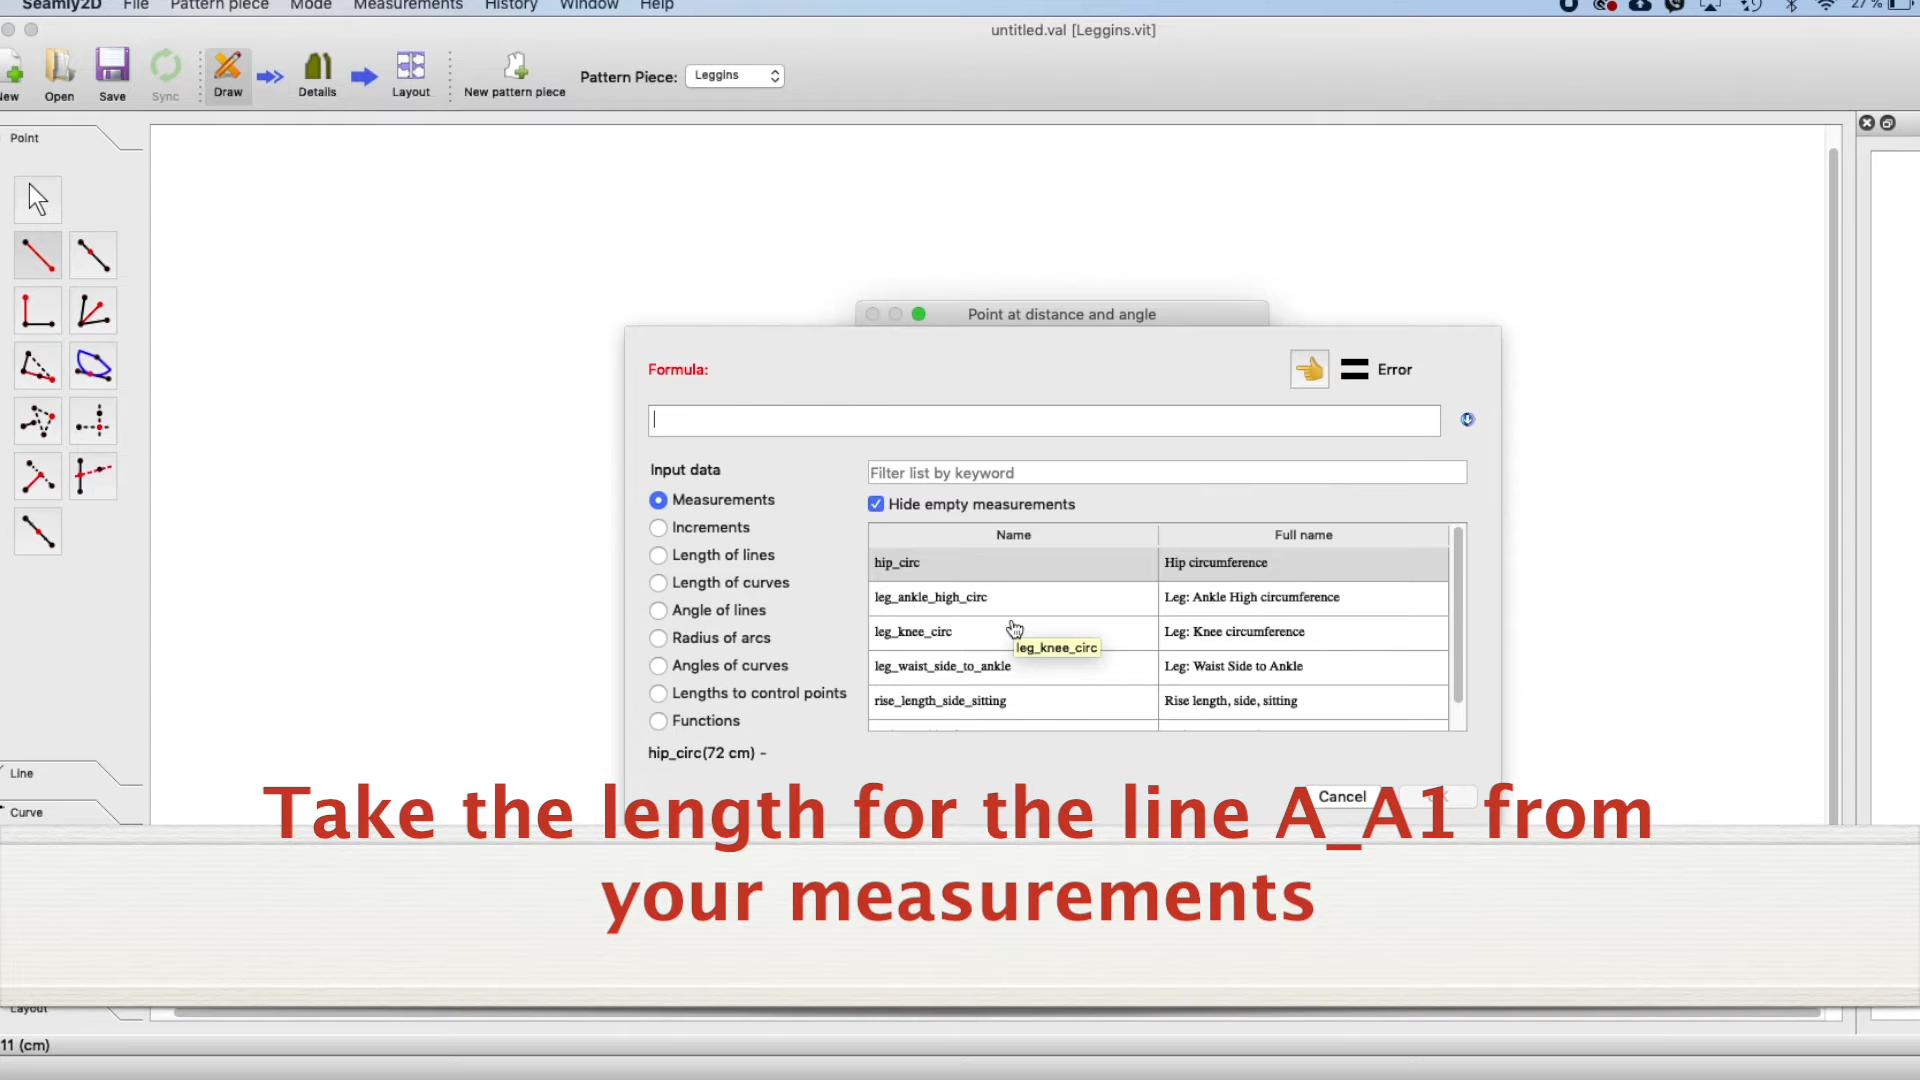 Seamly2D File Pattern piece Mode Measurements History Window Help 27 %
untitled.val [Leggins.vit]
New Open Save Sync Draw Details Layout New pattern piece Pattern Piece: Leggins
Point
Point at distance and angle
Formula: Error
Input data
Filter list by keyword
Measurements
Hide empty measurements
Increments
Name Full name
Length of lines
hip_circ Hip circumference
Length of curves
leg_ankle_high_circ Leg: Ankle High circumference
Angle of lines
leg_knee_circ Leg: Knee circumference
Radius of arcs
leg_knee_circ
Angles of curves
leg_waist_side_to_ankle Leg: Waist Side to Ankle
Lengths to control points
rise_length_side_sitting Rise length, side, sitting
Functions
hip_circ(72 cm) -
Line
Cancel
Curve
Take the length for the line A_A1 from
your measurements
Layout
11 (cm)